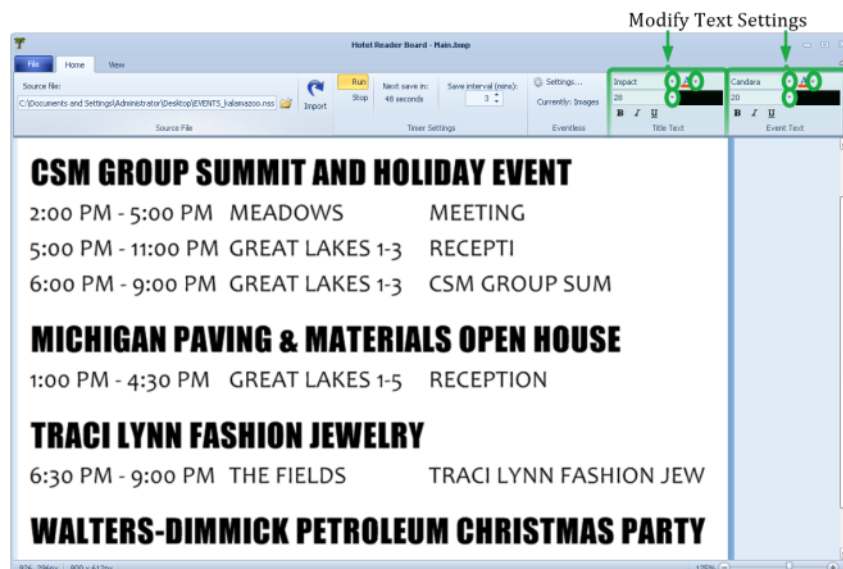 Modify Text Settings
Hotel Reader Board - Main.bmp
File Home View
Source file:
C:\Documents and Settings\Administrator\Desktop\EVENTS_kalamazoo.nss
Import
Source File
Run
Stop
Next save in:
48 seconds
Save interval (mins):
3
Timer Settings
Settings...
Currently: Images
Eventless
Impact
A
28
B I U
Title Text
Candara
A
20
B I U
Event Text
CSM GROUP SUMMIT AND HOLIDAY EVENT
2:00 PM - 5:00 PM MEADOWS MEETING
5:00 PM - 11:00 PM GREAT LAKES 1-3 RECEPTI
6:00 PM - 9:00 PM GREAT LAKES 1-3 CSM GROUP SUM
MICHIGAN PAVING & MATERIALS OPEN HOUSE
1:00 PM - 4:30 PM GREAT LAKES 1-5 RECEPTION
TRACI LYNN FASHION JEWELRY
6:30 PM - 9:00 PM THE FIELDS TRACI LYNN FASHION JEW
WALTERS-DIMMICK PETROLEUM CHRISTMAS PARTY
125%